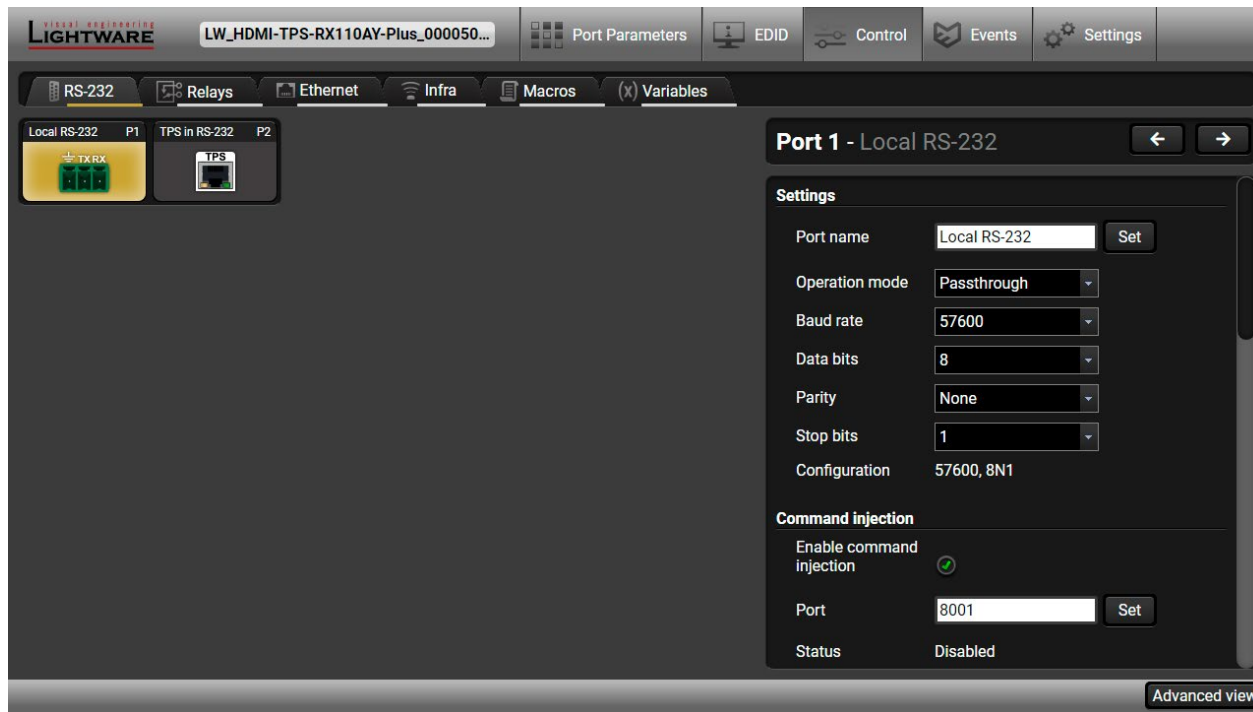 visual engineering
LIGHTWARE
LW_HDMI-TPS-RX110AY-Plus_000050...
Port Parameters
EDID
Control
Events
Settings
RS-232
Relays
Ethernet
Infra
Macros
(x) Variables
Local RS-232 P1
TX RX
TPS in RS-232 P2
TPS
Port 1 - Local RS-232
Settings
Port name Local RS-232 Set
Operation mode Passthrough
Baud rate 57600
Data bits 8
Parity None
Stop bits 1
Configuration 57600, 8N1
Command injection
Enable command
injection
Port 8001 Set
Status Disabled
Advanced view